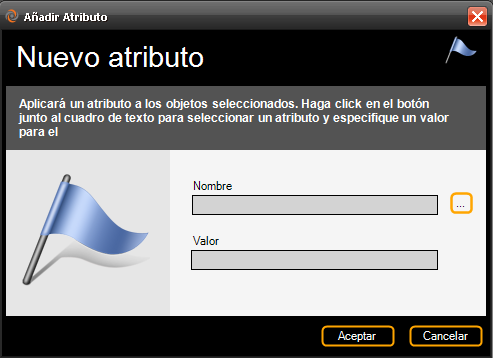 Añadir Atributo
Nuevo atributo
Aplicará un atributo a los objetos seleccionados. Haga click en el botón
junto al cuadro de texto para seleccionar un atributo y especifique un valor
para el
Nombre
...
Valor
Aceptar
Cancelar